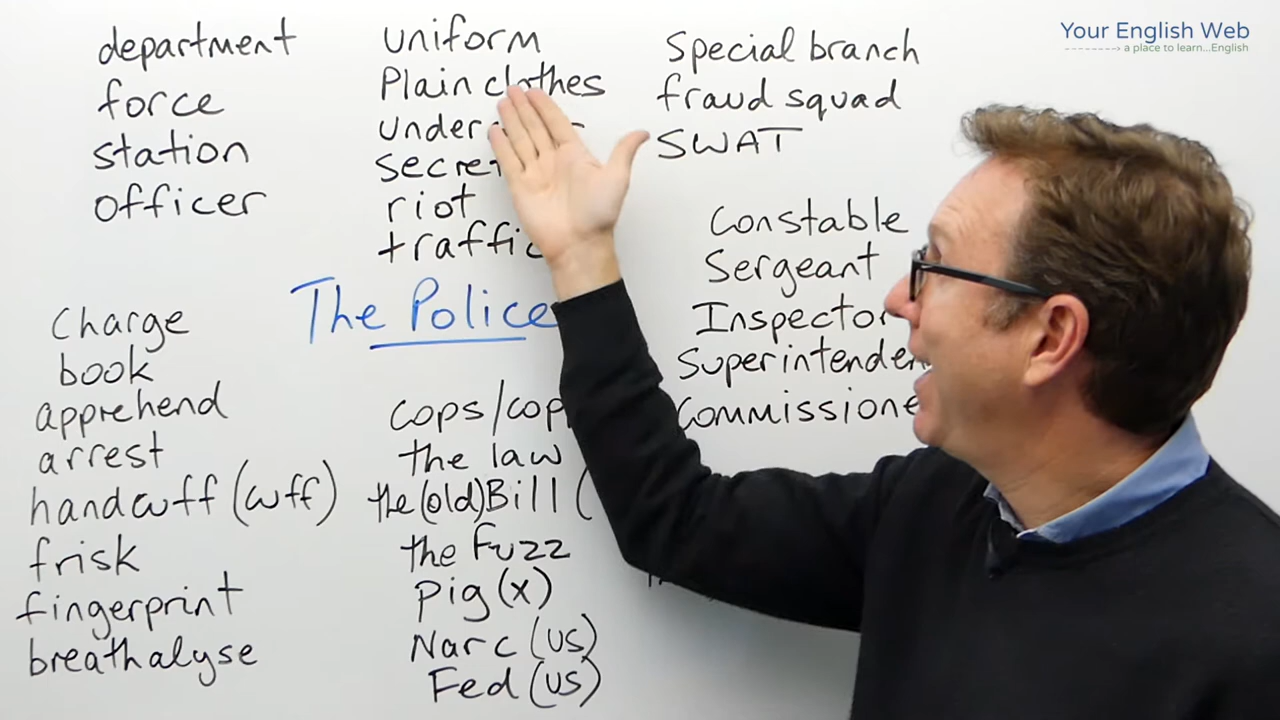 Your English Web
a place to learn...English
department
force
station
officer
uniform
Plain clothes
riot
Special branch
fraud squad
SWAT
Constable
Sergeant
The Police
Charge
book
apprehend
arrest
handcuff (cuff)
frisk
fingerprint
breathalyse
the law
the (old) Bill (
the Fuzz
Pig (x)
Narc (US)
Fed (US)